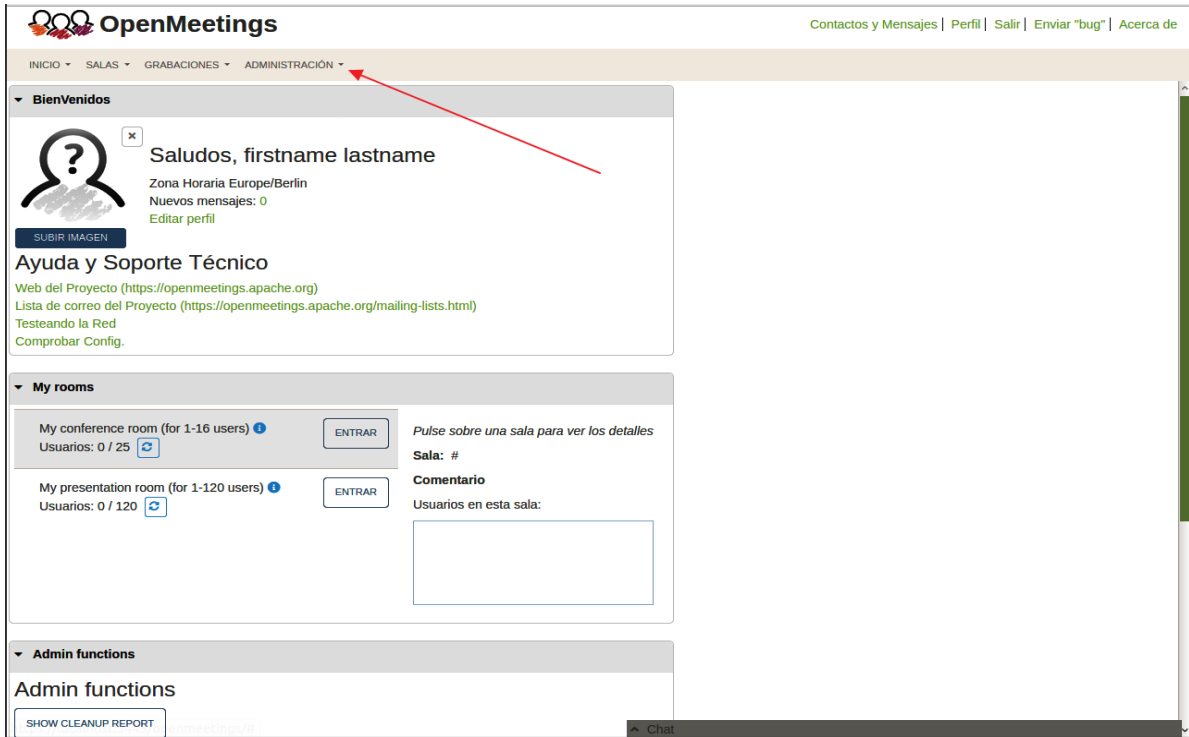 OpenMeetings
Contactos y Mensajes | Perfil | Salir | Enviar "bug" | Acerca de
INICIO SALAS GRABACIONES ADMINISTRACIÓN
BienVenidos
?
Saludos, firstname lastname
Zona Horaria Europe/Berlin
Nuevos mensajes: 0
Editar perfil
SUBIR IMAGEN
Ayuda y Soporte Técnico
Web del Proyecto (https://openmeetings.apache.org)
Lista de correo del Proyecto (https://openmeetings.apache.org/mailing-lists.html)
Testeando la Red
Comprobar Config.
My rooms
My conference room (for 1-16 users)
Usuarios: 0 / 25
ENTRAR
My presentation room (for 1-120 users)
Usuarios: 0 / 120
ENTRAR
Pulse sobre una sala para ver los detalles
Sala: #
Comentario
Usuarios en esta sala:
Admin functions
Admin functions
SHOW CLEANUP REPORT
Chat